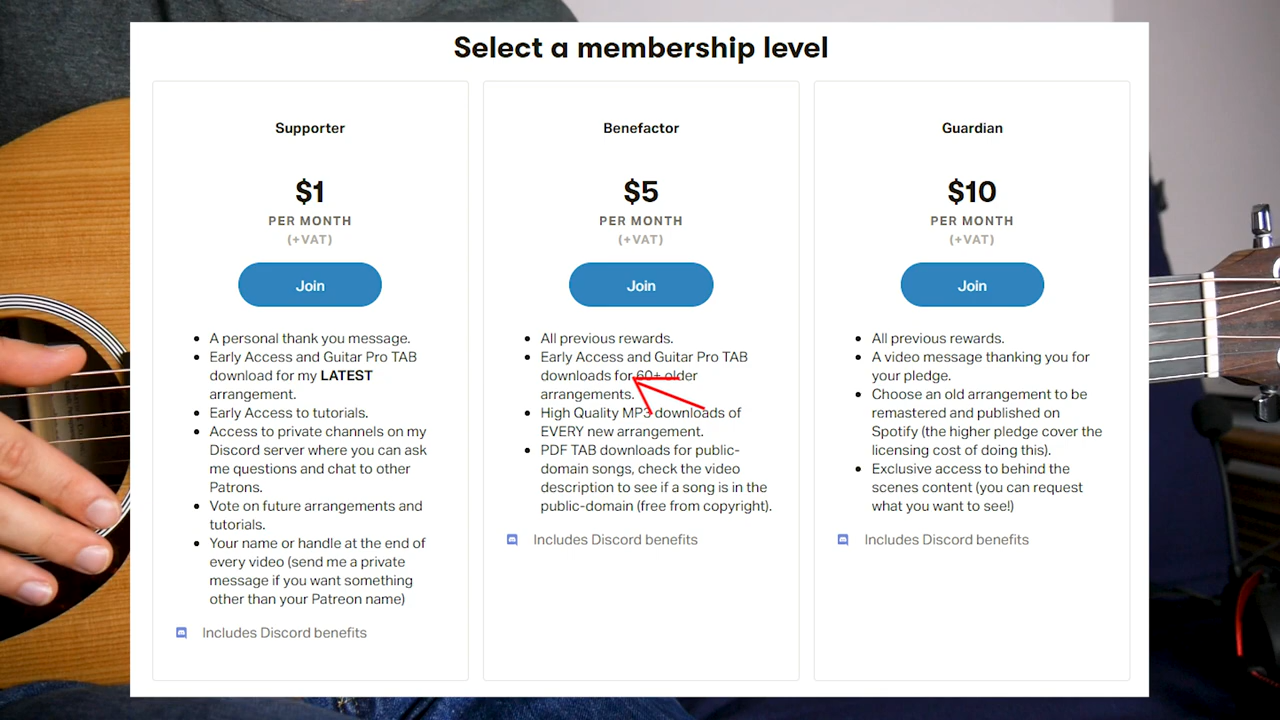 Select a membership level
Supporter
$1
PER MONTH
(+VAT)
Join
A personal thank you message.
Early Access and Guitar Pro TAB
download for my LATEST
arrangement.
Early Access to tutorials.
Access to private channels on my
Discord server where you can ask
me questions and chat to other
Patrons.
Vote on future arrangements and
tutorials.
Your name or handle at the end of
every video (send me a private
message if you want something
other than your Patreon name)
Includes Discord benefits
Benefactor
$5
PER MONTH
(+VAT)
Join
All previous rewards.
Early Access and Guitar Pro TAB
downloads for 60+ older
arrangements.
High Quality MP3 downloads of
EVERY new arrangement.
PDF TAB downloads for public-
domain songs, check the video
description to see if a song is in the
public-domain (free from copyright).
Includes Discord benefits
Guardian
$10
PER MONTH
(+VAT)
Join
All previous rewards.
A video message thanking you for
your pledge.
Choose an old arrangement to be
remastered and published on
Spotify (the higher pledge cover the
licensing cost of doing this).
Exclusive access to behind the
scenes content (you can request
what you want to see!)
Includes Discord benefits